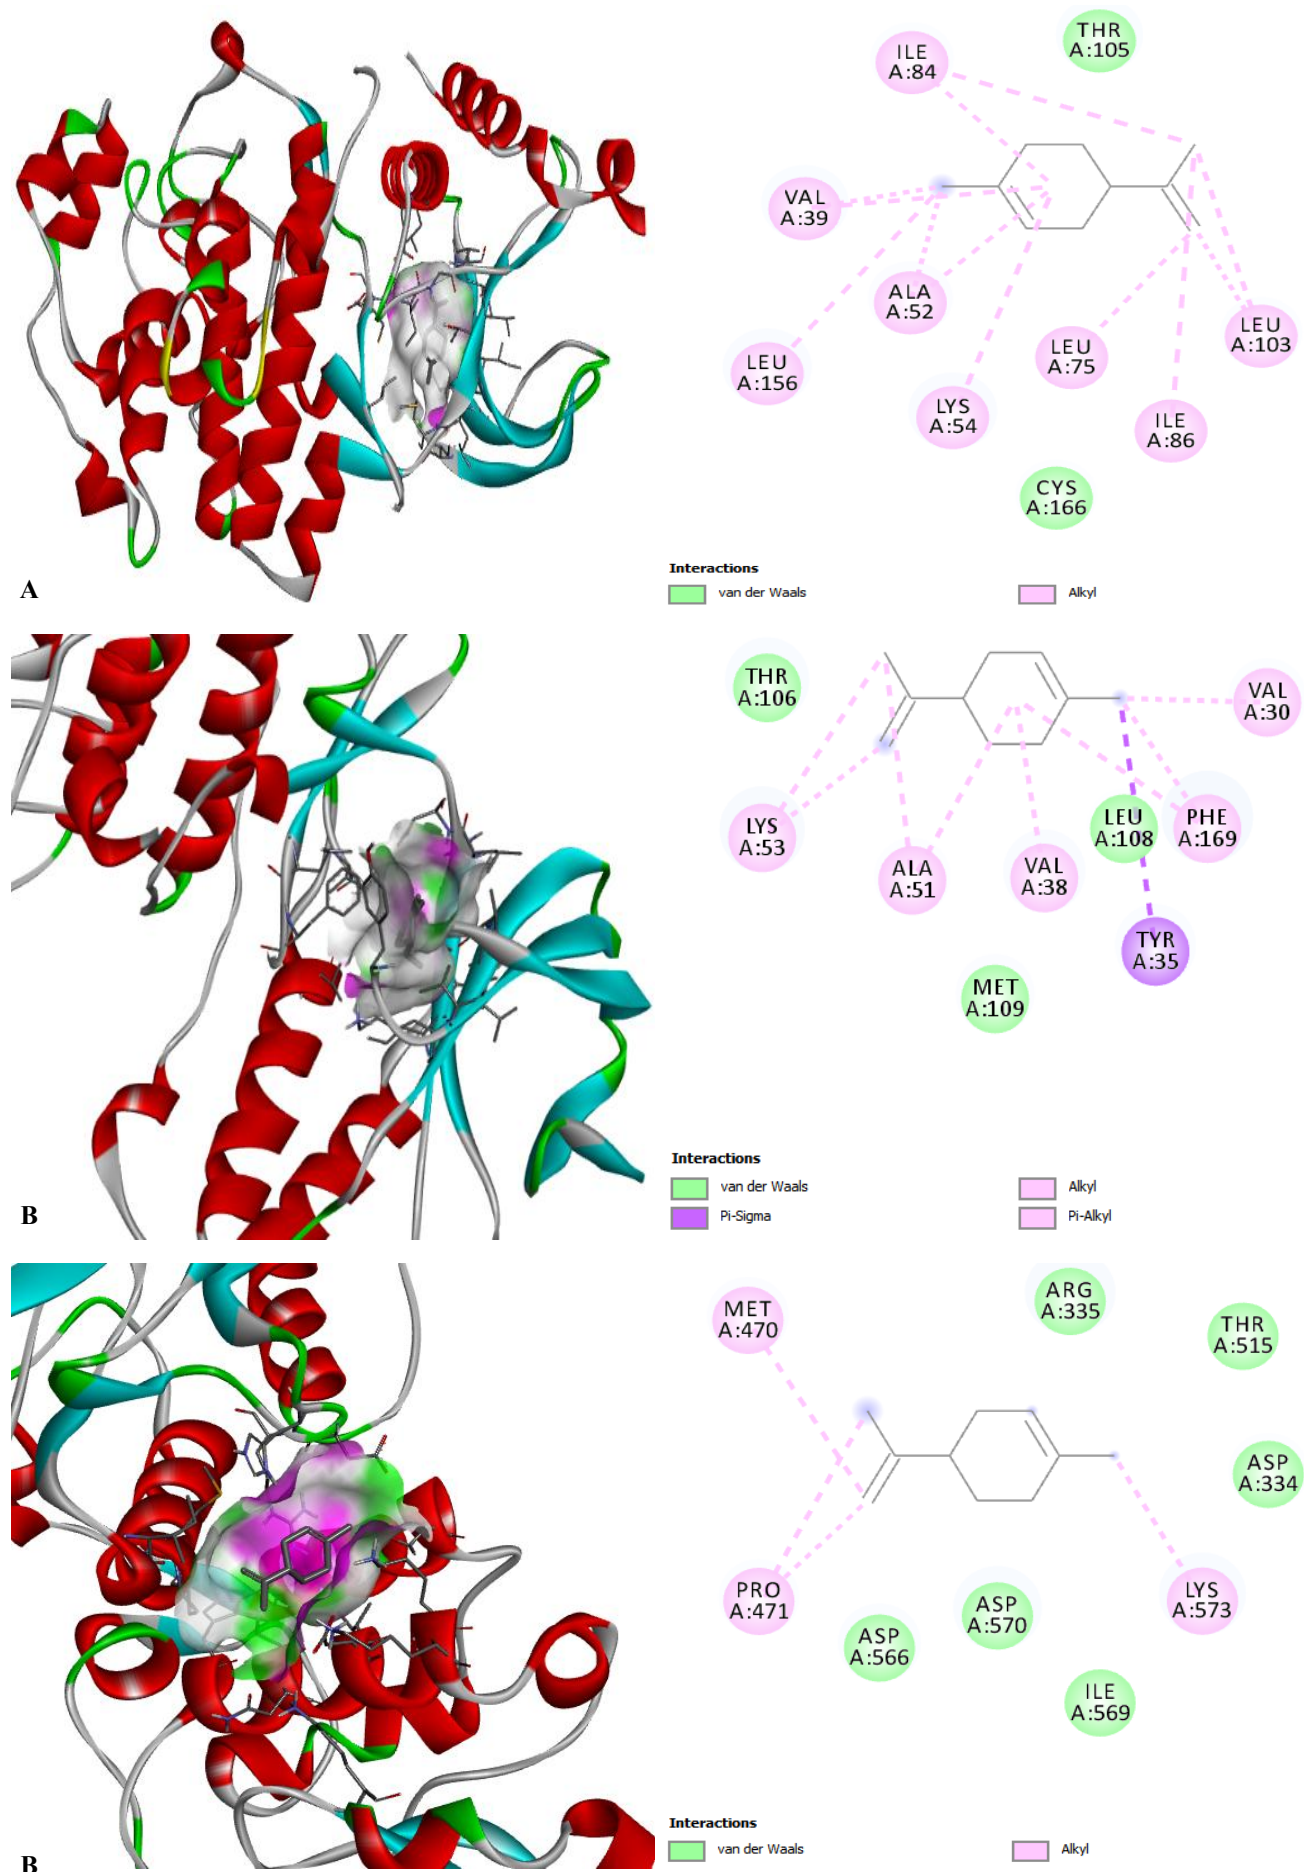 THR
A:105
ILE
A:84
VAL
A:39
ALA
A:52
LEU
A:103
LEU
A:75
LEU
A:156
LYS
A:54
ILE
A:86
CYS
A:166
Interactions
van der Waals
Alkyl
A
THR
A:106
VAL
A:30
LYS
A:53
LEU
A:108
PHE
A:169
ALA
A:51
VAL
A:38
TYR
A:35
MET
A:109
Interactions
van der Waals
Alkyl
Pi-Sigma
Pi-Alkyl
B
ARG
A:335
MET
A:470
THR
A:515
ASP
A:334
PRO
A:471
LYS
A:573
ASP
A:570
ASP
A:566
ILE
A:569
Interactions
van der Waals
Alkyl
B